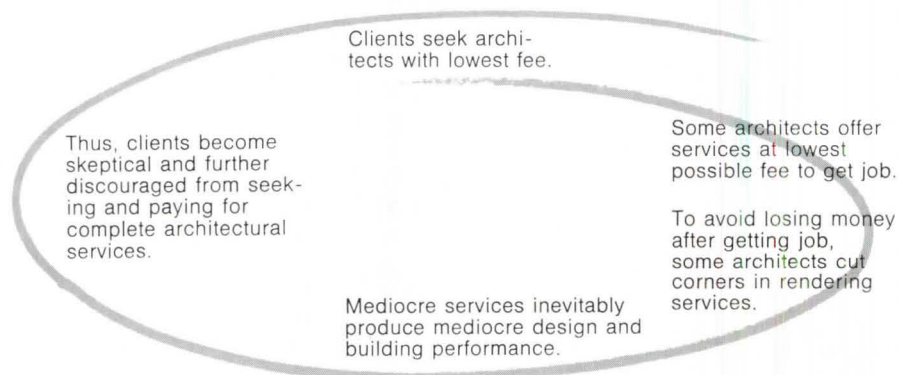 Clients seek archi-
tects with lowest fee.
Some architects offer
services at lowest
possible fee to get job.
To avoid losing money
after getting job,
some architects cut
corners in rendering
services.
Mediocre services inevitably
produce mediocre design and
building performance.
Thus, clients become
skeptical and further
discouraged from seek-
ing and paying for
complete architectural
services.